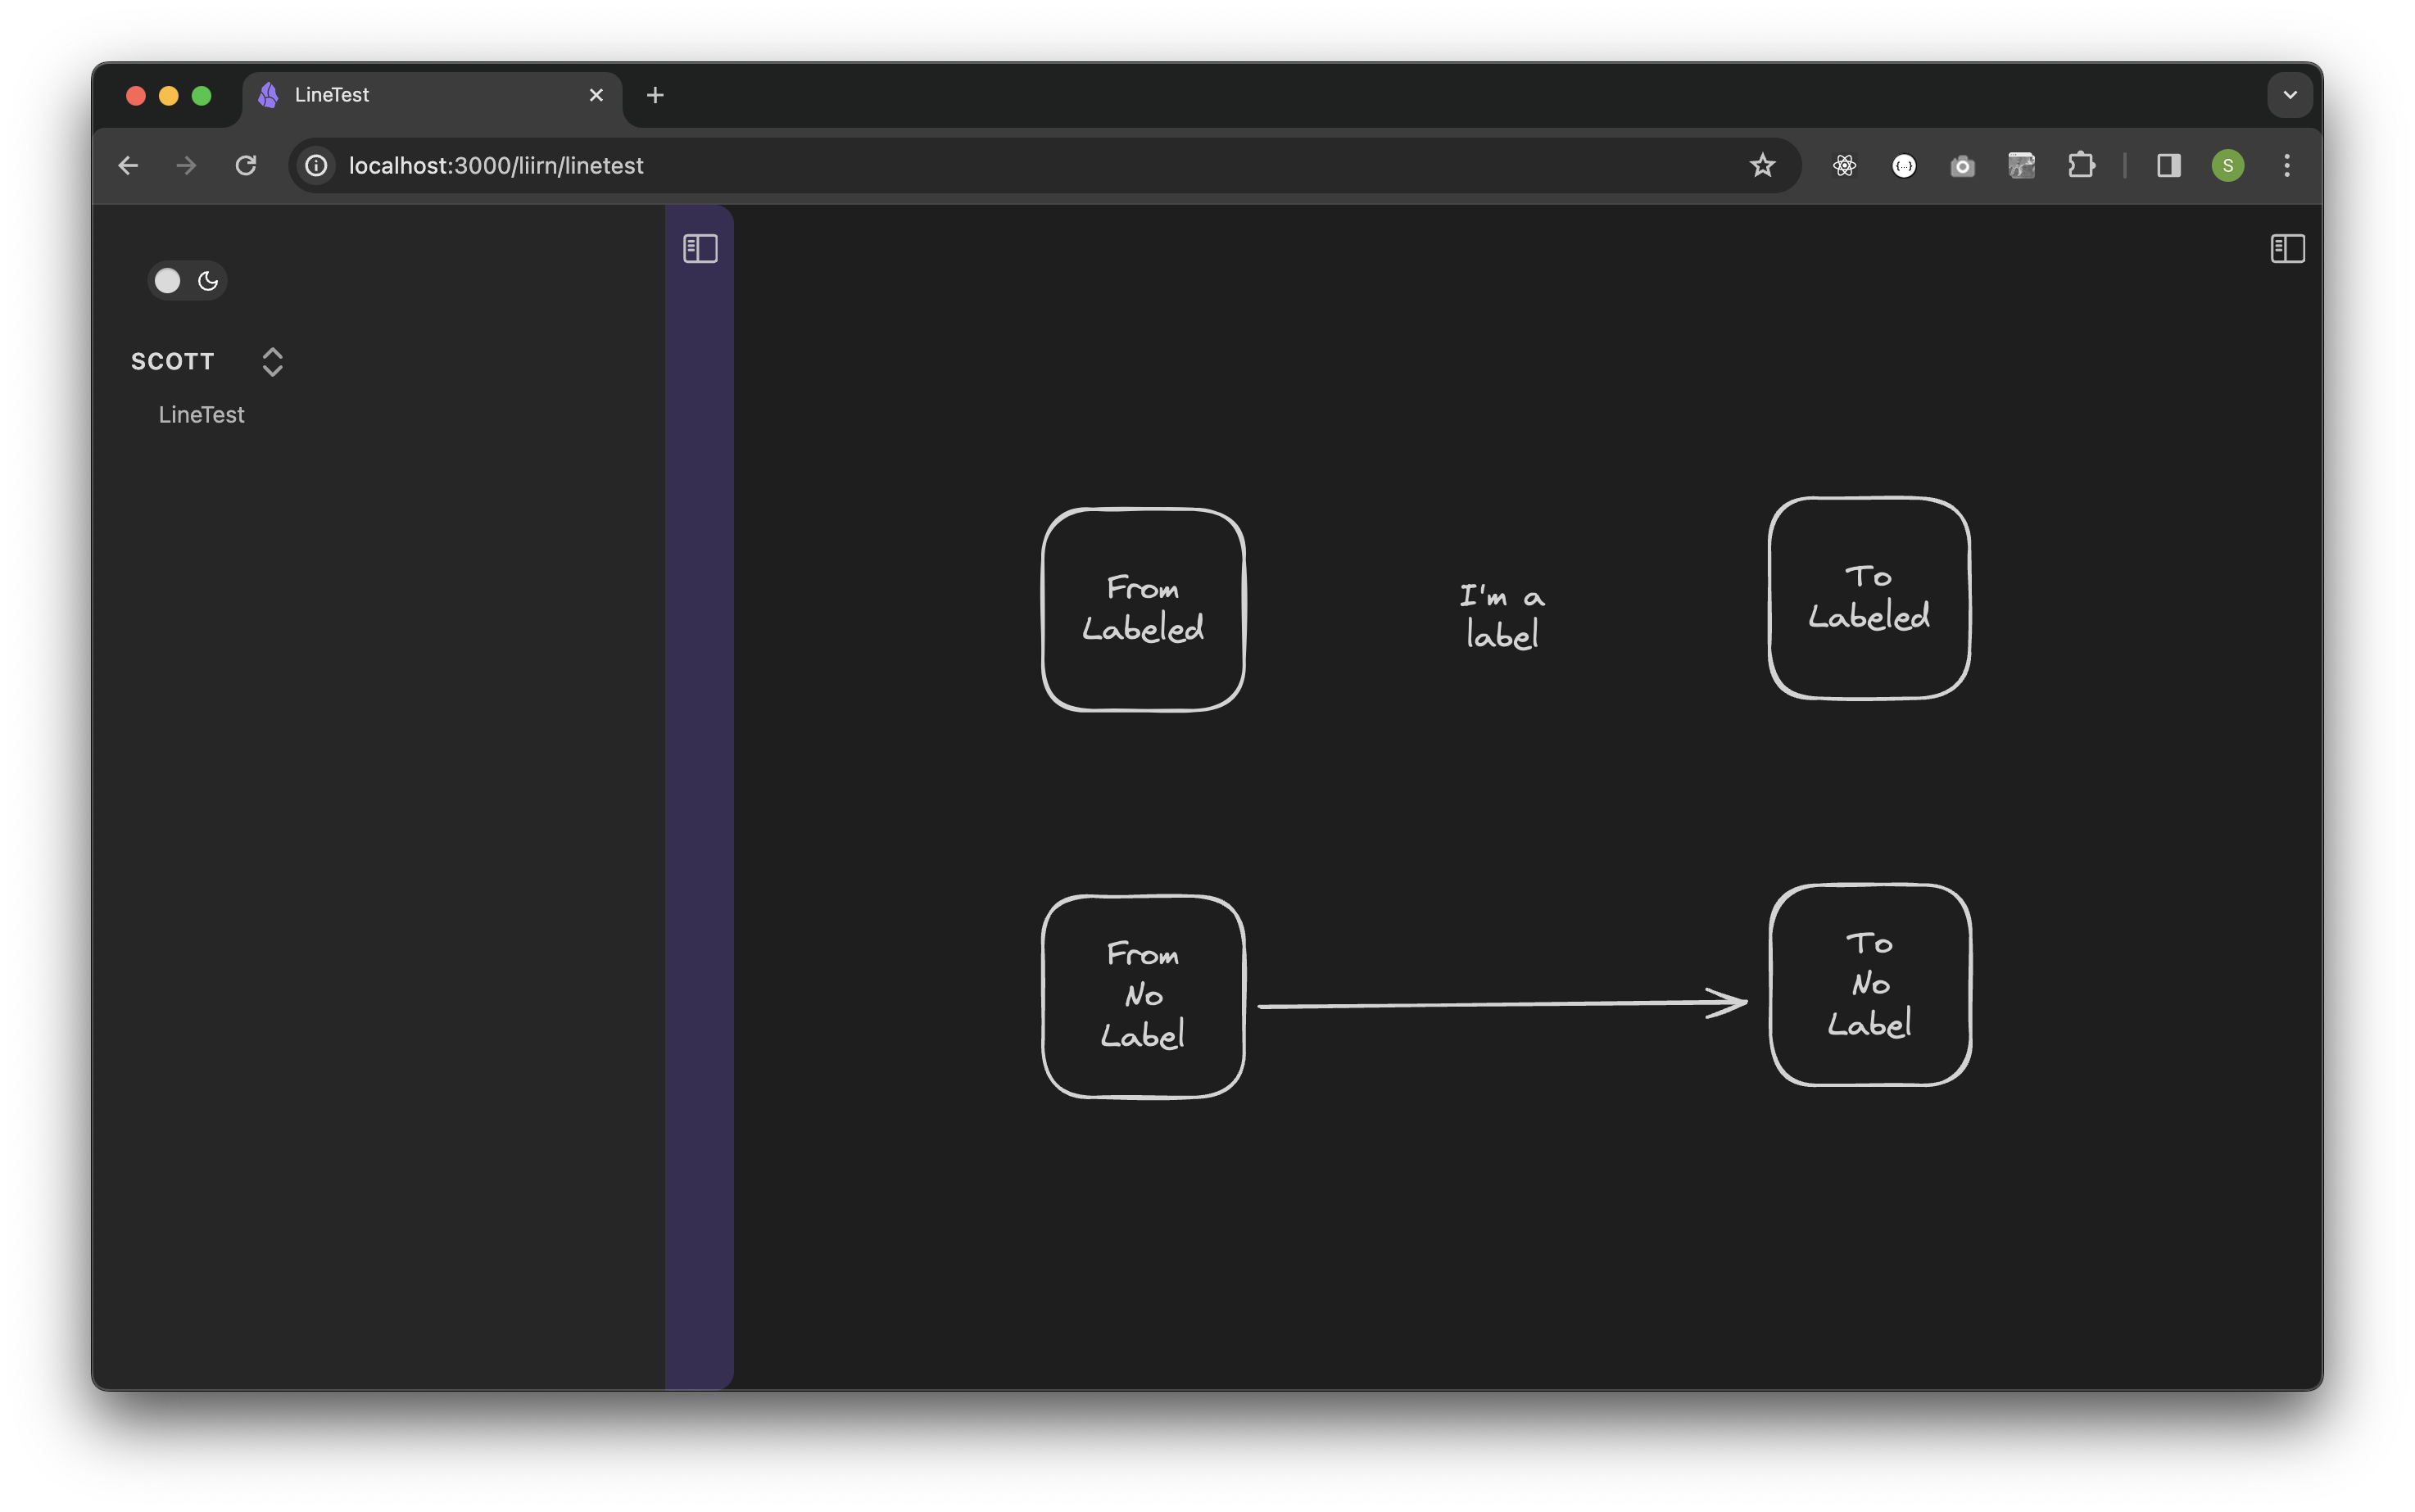 LineTest
localhost:3000/liirn/linetest
S
SCOTT
LineTest
From
Labeled
I'm a
label
To
Labeled
From
No
Label
To
No
Label